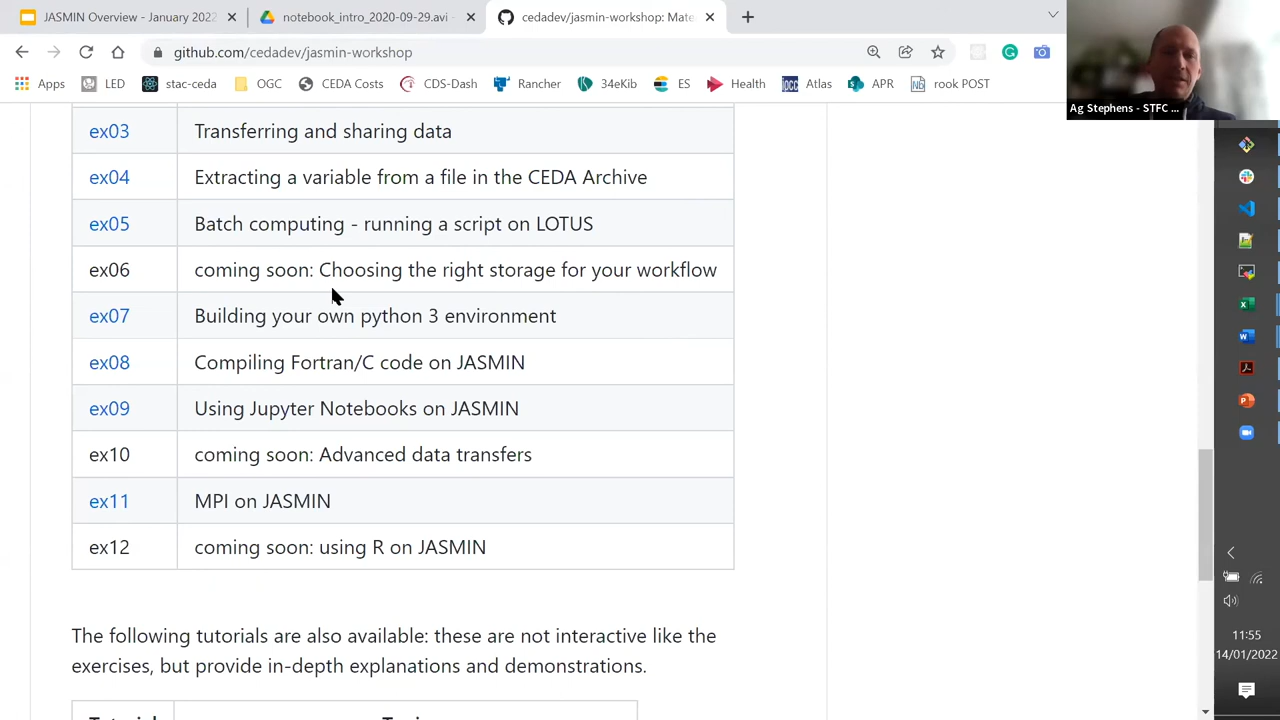 JASMIN Overview - January 2022
notebook_intro_2020-09-29.avi
cedadev/jasmin-workshop: Mate
github.com/cedadev/jasmin-workshop
Apps
LED
stac-ceda
OGC
CEDA Cats
CDS-Dash
Rancher
34eKib
ES
Health
Atlas
APR
rook POST
Ag Stephens - STFC ...
ex03 Transferring and sharing data
ex04 Extracting a variable from a file in the CEDA Archive
ex05 Batch computing - running a script on LOTUS
ex06 coming soon: Choosing the right storage for your workflow
ex07 Building your own python 3 environment
ex08 Compiling Fortran/C code on JASMIN
ex09 Using Jupyter Notebooks on JASMIN
ex10 coming soon: Advanced data transfers
ex11 MPI on JASMIN
ex12 coming soon: using R on JASMIN
The following tutorials are also available: these are not interactive like the
exercises, but provide in-depth explanations and demonstrations.
11:55
14/01/2022